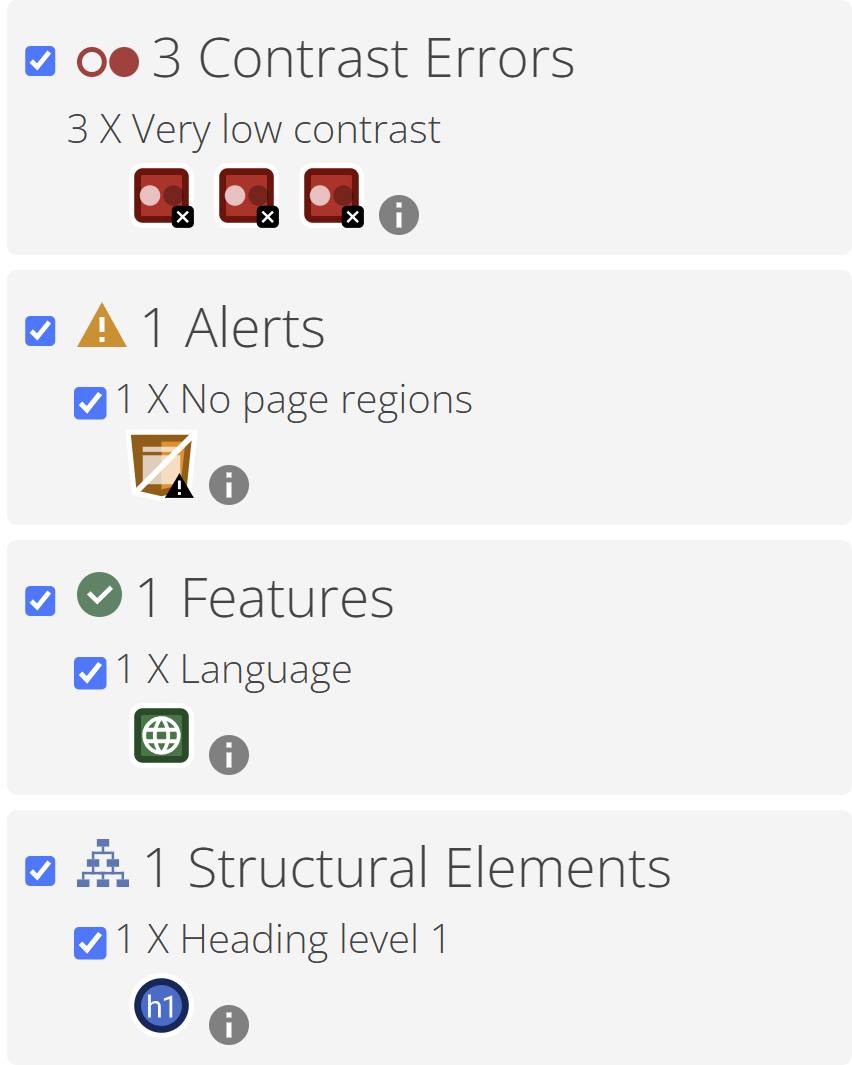 3 Contrast Errors
3 X Very low contrast
1 Alerts
1 X No page regions
1 Features
1 X Language
1 Structural Elements
1 X Heading level 1
h1